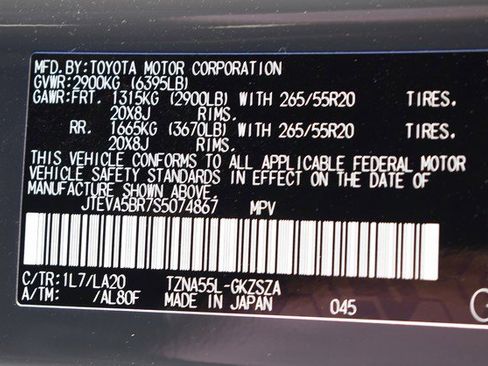 MFD.BY:TOYOTA MOTOR CORPORATION
GVWR:2900KG (6395LB)
GAWR:FRT. 1315KG (2900LB) WITH 265/55R20 TIRES.
20X8J RIMS.
RR. 1665KG (3670LB) WITH 265/55R20 TIRES.
20X8J RIMS.
THIS VEHICLE CONFORMS TO ALL APPLICABLE FEDERAL MOTOR
VEHICLE SAFETY STANDARDS IN EFFECT ON THE DATE OF
MANUFACTURE SHOWN ABOVE.
JTEVA5BR7S5074867 MPV
C/TR:1L7/LA20 TZNA55L-GKZSZA
A/TM: /AL80F MADE IN JAPAN 045